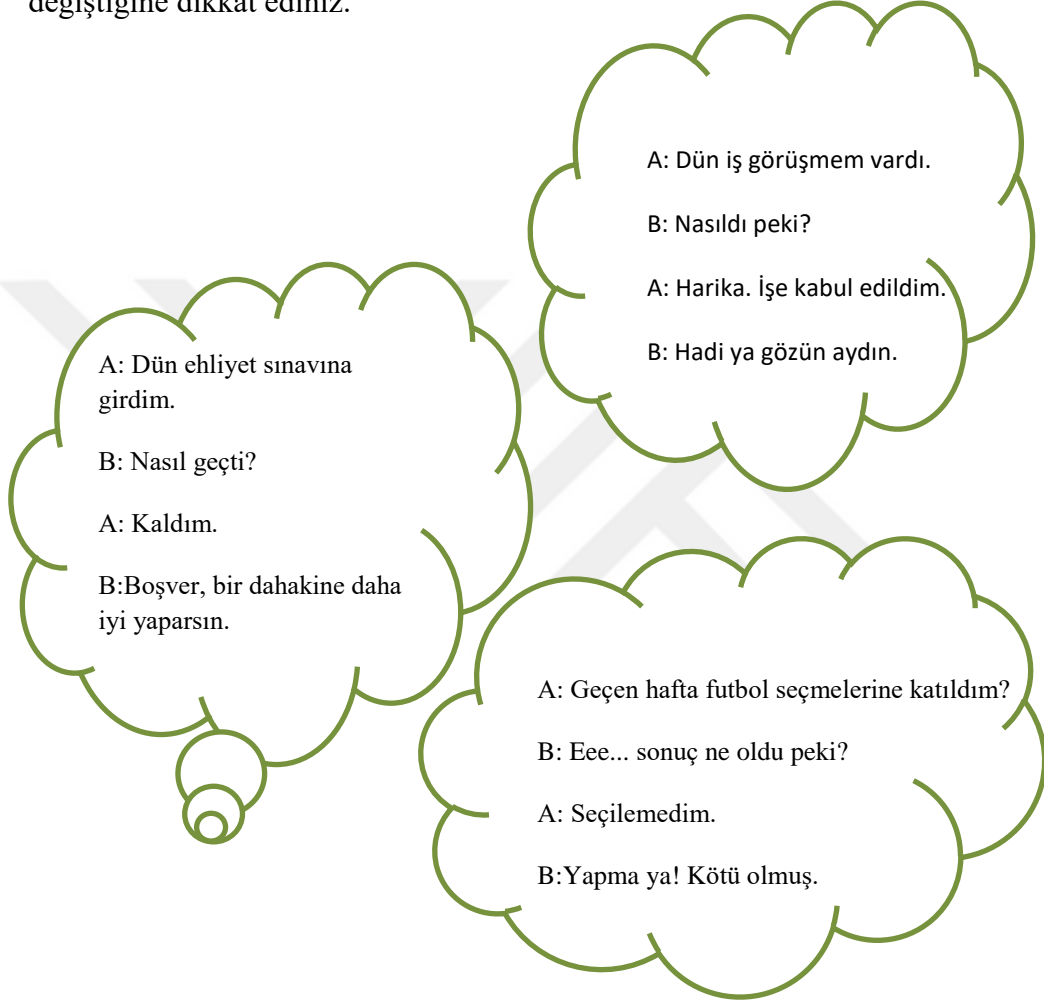 değiştiğine dikkat ediniz.
A: Dün iş görüşmem vardı.
B: Nasıldı peki?
A: Harika. İşe kabul edildim.
B: Hadi ya gözün aydın.
A: Dün ehliyet sınavına
girdim.
B: Nasıl geçti?
A: Kaldım.
B:Boşver, bir dahakine daha
iyi yaparsın.
A: Geçen hafta futbol seçmelerine katıldım?
B: Eee... sonuç ne oldu peki?
A: Seçilemedim.
B:Yapma ya! Kötü olmuş.